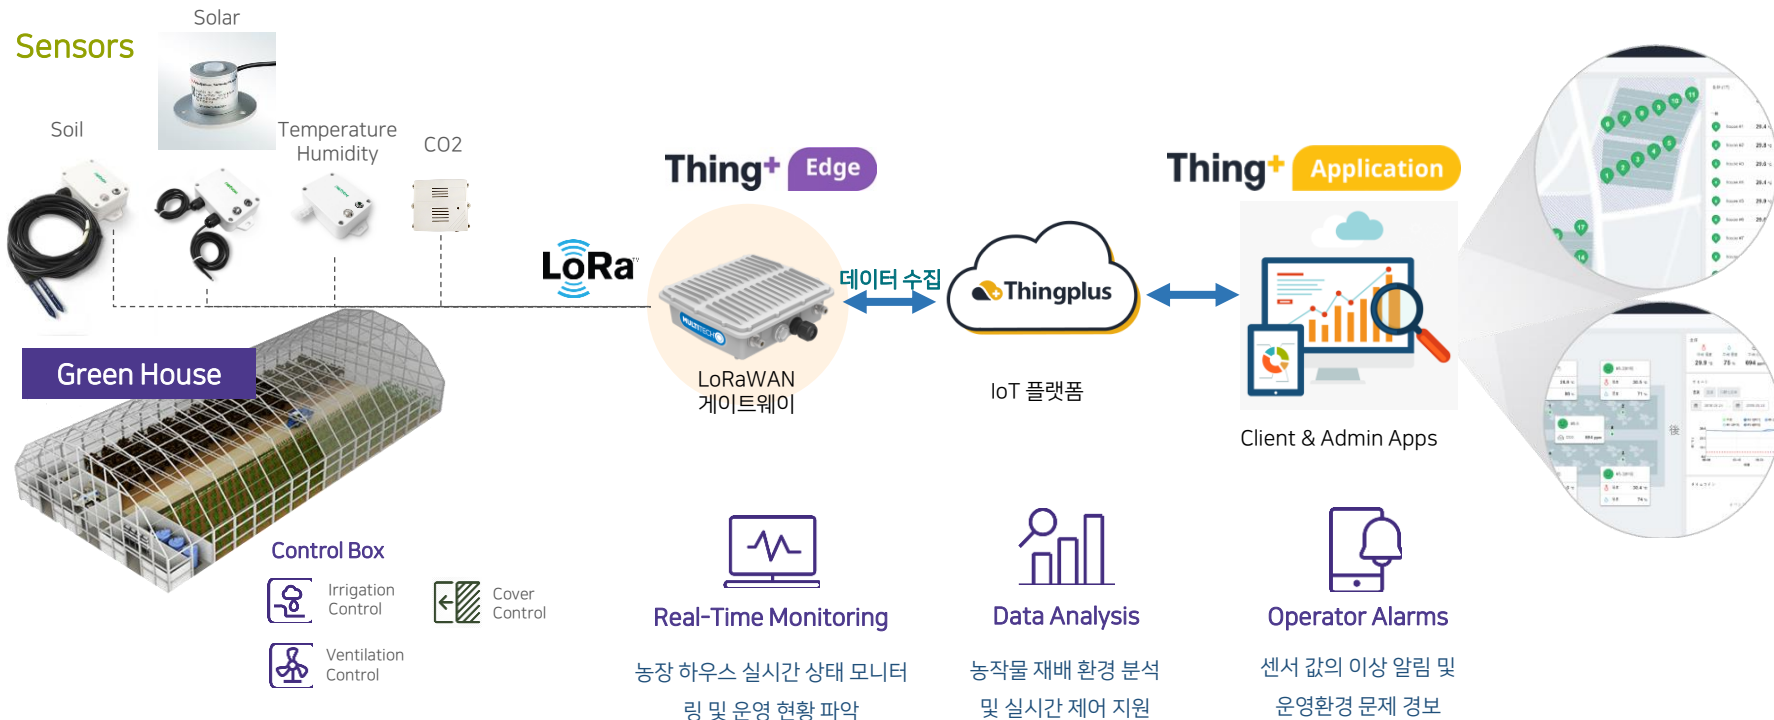 Solar
Sensors
Soil
Temperature
Humidity
CO2
Thing+ Edge
Thing+ Application
LoRa
데이터 수집
Thingplus
MULTITECH
Green House
LoRaWAN
게이트웨이
IoT 플랫폼
Client & Admin Apps
Control Box
Irrigation
Control
Cover
Control
Ventilation
Control
Real-Time Monitoring
농장 하우스 실시간 상태 모니터
링 및 운영 현황 파악
Data Analysis
농작물 재배 환경 분석
및 실시간 제어 지원
Operator Alarms
센서 값의 이상 알림 및
운영환경 문제 경보